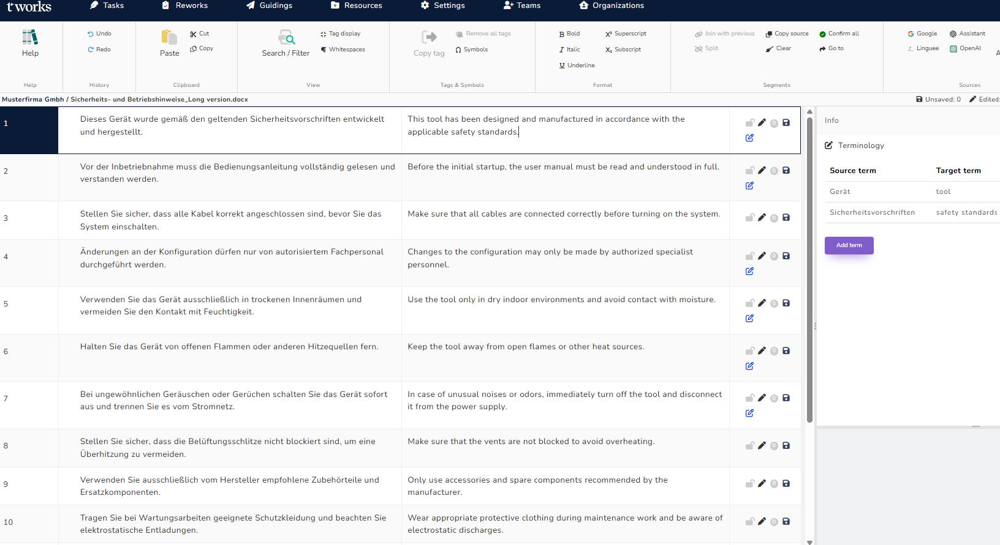 t'works
Tasks
Reworks
Guidings
Resources
Settings
Teams
Organizations
Help
Help
Undo
Redo
History
Paste
Cut
Copy
Clipboard
Search / Filter
Tag display
Whitespaces
View
Copy tag
Remove all tags
Symbols
Tags & Symbols
Bold
Italic
Underline
Superscript
Subscript
Format
Join with previous
Split
Copy source
Clear
Confirm all
Go to
Segments
Google
Linguee
Assistant
OpenAI
Sources
Musterfirma Gmbh / Sicherheits- und Betriebshinweise_Long version.docx
Unsaved: 0
Edited:
1
Dieses Gerät wurde gemäß den geltenden Sicherheitsvorschriften entwickelt
und hergestellt.
This tool has been designed and manufactured in accordance with the
applicable safety standards.
0
2
Vor der Inbetriebnahme muss die Bedienungsanleitung vollständig gelesen und
verstanden werden.
Before the initial startup, the user manual must be read and understood in full.
0
3
Stellen Sie sicher, dass alle Kabel korrekt angeschlossen sind, bevor Sie das
System einschalten.
Make sure that all cables are connected correctly before turning on the system.
0
4
Änderungen an der Konfiguration dürfen nur von autorisiertem Fachpersonal
durchgeführt werden.
Changes to the configuration may only be made by authorized specialist
personnel.
0
5
Verwenden Sie das Gerät ausschließlich in trockenen Innenräumen und
vermeiden Sie den Kontakt mit Feuchtigkeit.
Use the tool only in dry indoor environments and avoid contact with moisture.
0
6
Halten Sie das Gerät von offenen Flammen oder anderen Hitzequellen fern.
Keep the tool away from open flames or other heat sources.
0
7
Bei ungewöhnlichen Geräuschen oder Gerüchen schalten Sie das Gerät sofort
aus und trennen Sie es vom Stromnetz.
In case of unusual noises or odors, immediately turn off the tool and disconnect
it from the power supply.
0
8
Stellen Sie sicher, dass die Belüftungsschlitze nicht blockiert sind, um eine
Überhitzung zu vermeiden.
Make sure that the vents are not blocked to avoid overheating.
0
9
Verwenden Sie ausschließlich vom Hersteller empfohlene Zubehörteile und
Ersatzkomponenten.
Only use accessories and spare components recommended by the
manufacturer.
0
10
Tragen Sie bei Wartungsarbeiten geeignete Schutzkleidung und beachten Sie
elektrostatische Entladungen.
Wear appropriate protective clothing during maintenance work and be aware of
electrostatic discharges.
0
Info
Terminology
Source term
Target term
Gerät
tool
Sicherheitsvorschriften
safety standards
Add term